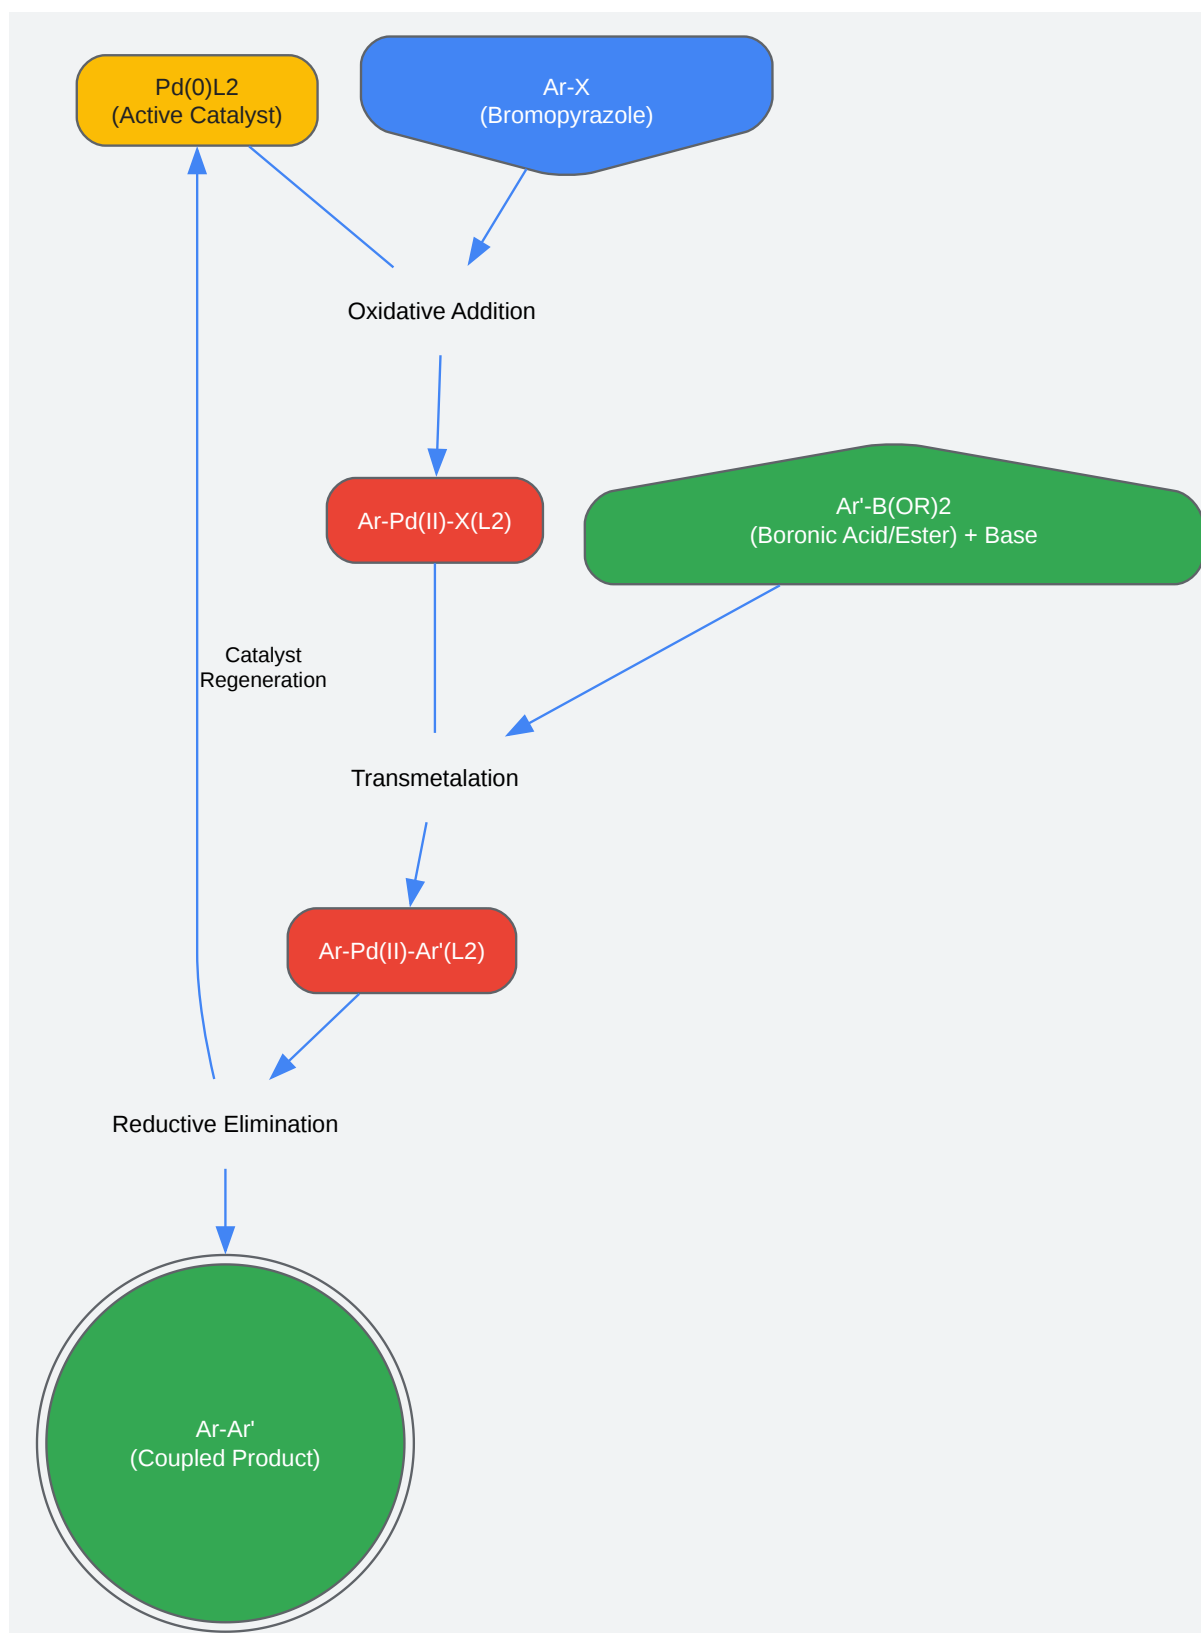 Pd(0)L2
(Active Catalyst)
Ar-X
(Bromopyrazole)
Oxidative Addition
Ar-Pd(II)-X(L2)
Ar'-B(OR)2
(Boronic Acid/Ester) + Base
Catalyst
Regeneration
Transmetalation
Ar-Pd(II)-Ar'(L2)
Reductive Elimination
Ar-Ar'
(Coupled Product)